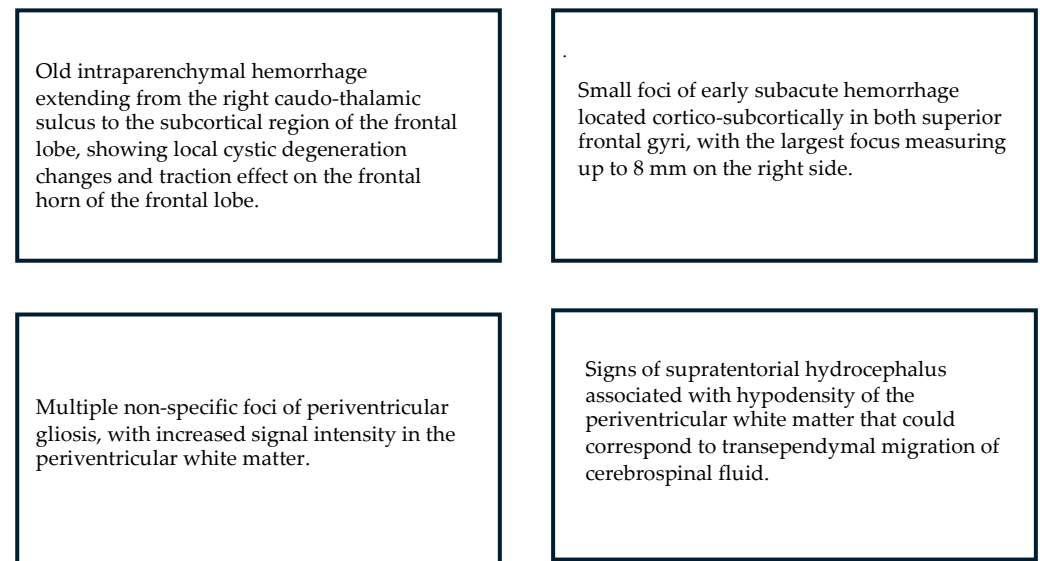 Old intraparenchymal hemorrhage
extending from the right caudo-thalamic
sulcus to the subcortical region of the frontal
lobe, showing local cystic degeneration
changes and traction effect on the frontal
horn of the frontal lobe.
.
Small foci of early subacute hemorrhage
located cortico-subcortically in both superior
frontal gyri, with the largest focus measuring
up to 8 mm on the right side.
Multiple non-specific foci of periventricular
gliosis, with increased signal intensity in the
periventricular white matter.
Signs of supratentorial hydrocephalus
associated with hypodensity of the
periventricular white matter that could
correspond to transependymal migration of
cerebrospinal fluid.